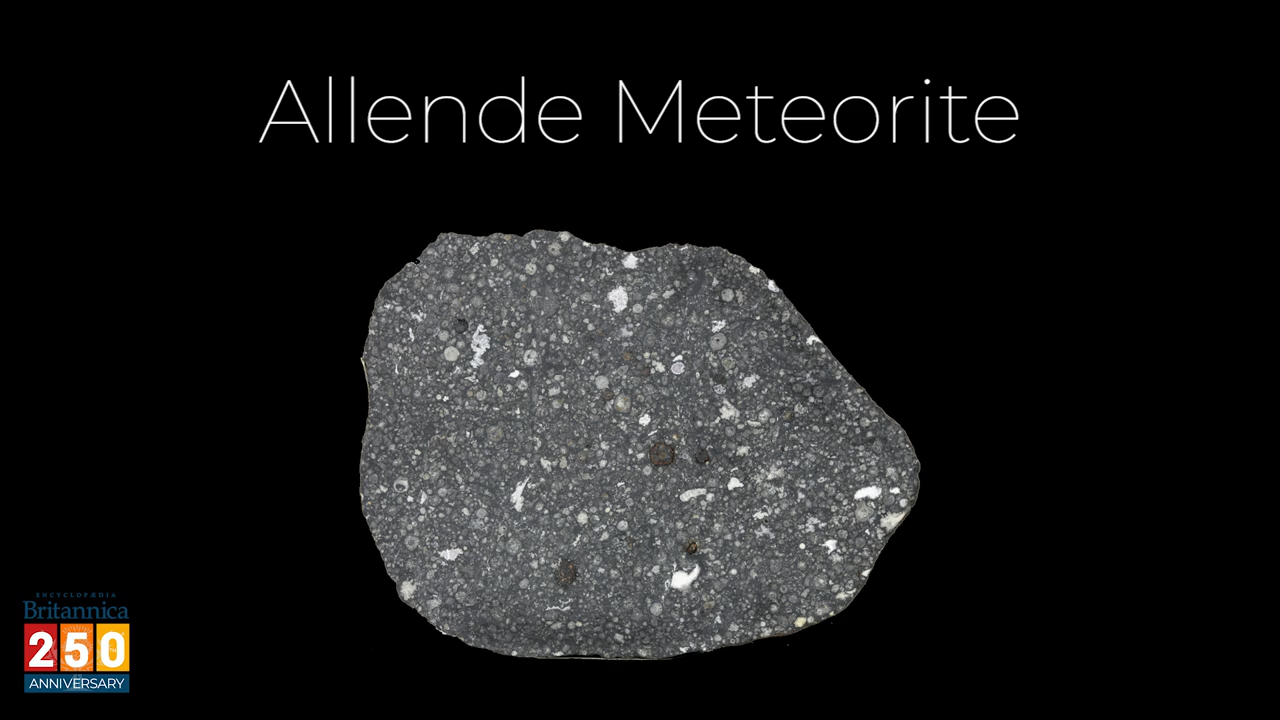 Allende Meteorite
ENCYCLOPÆDIA
Britannica
250
ANNIVERSARY